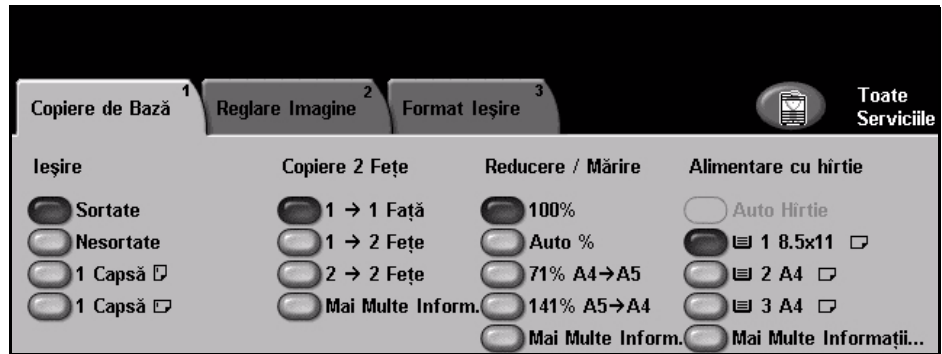 Copiere de Bază 1
Reglare Imagine 2
Format Ieșire 3
Toate
Serviciile
Ieșire
Sortate
Nesortate
1 Capsă
1 Capsă
Copiere 2 Fețe
1 → 1 Față
1 → 2 Fețe
2 → 2 Fețe
Mai Multe Inform.
Reducere / Mărire
100%
Auto %
71% A4→A5
141% A5→A4
Mai Multe Inform.
Alimentare cu hîrtie
Auto Hîrtie
1 8.5x11
2 A4
3 A4
Mai Multe Informații...